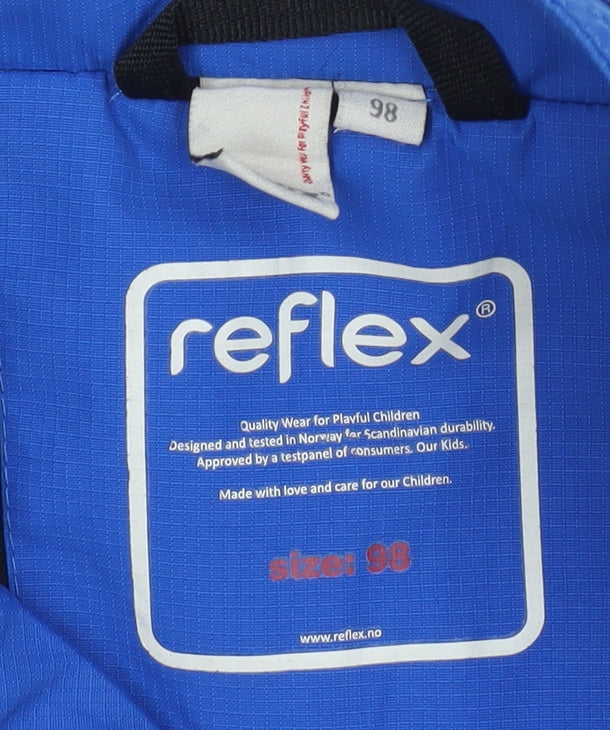 98
reflex®
Quality Wear for Playful Children
Designed and tested in Norway for Scandinavian durability.
Approved by a testpanel of consumers, Our Kids.
Made with love and care for our Children.
size: 98
www.reflex.no